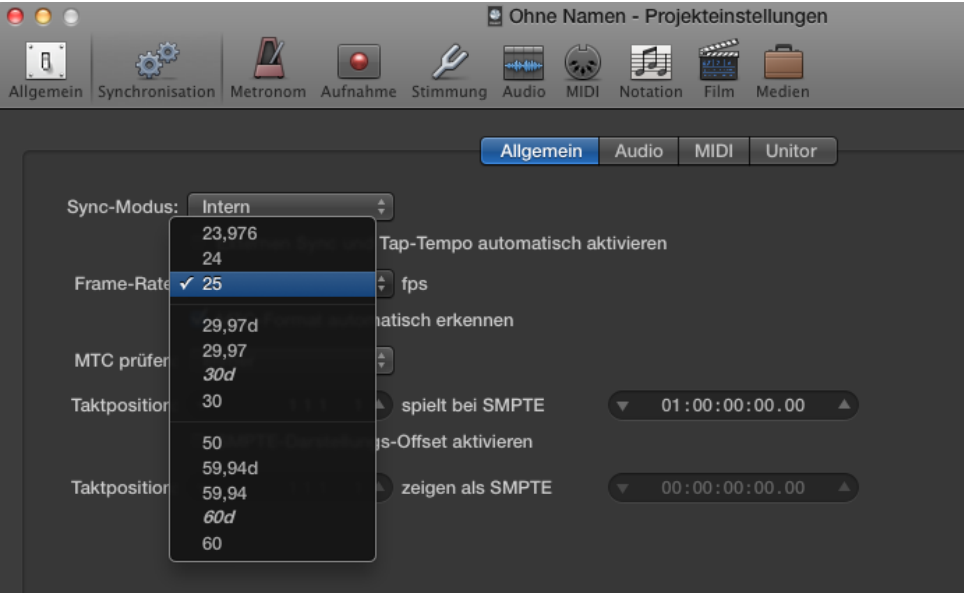 Ohne Namen - Projekteinstellungen
Allgemein Synchronisation Metronom Aufnahme Stimmung Audio MIDI Notation Film Medien
Allgemein Audio MIDI Unitor
Sync-Modus: Intern
23,976
Tap-Tempo automatisch aktivieren
24
Frame-Rate ✓ 25 fps
automatisch erkennen
29,97d
29,97
MTC prüfen
30d
30
Taktposition spielt bei SMPTE 01:00:00:00.00
SMPTE-Darstellungs-Offset aktivieren
50
59,94d
59,94
Taktposition zeigen als SMPTE 00:00:00:00.00
60d
60